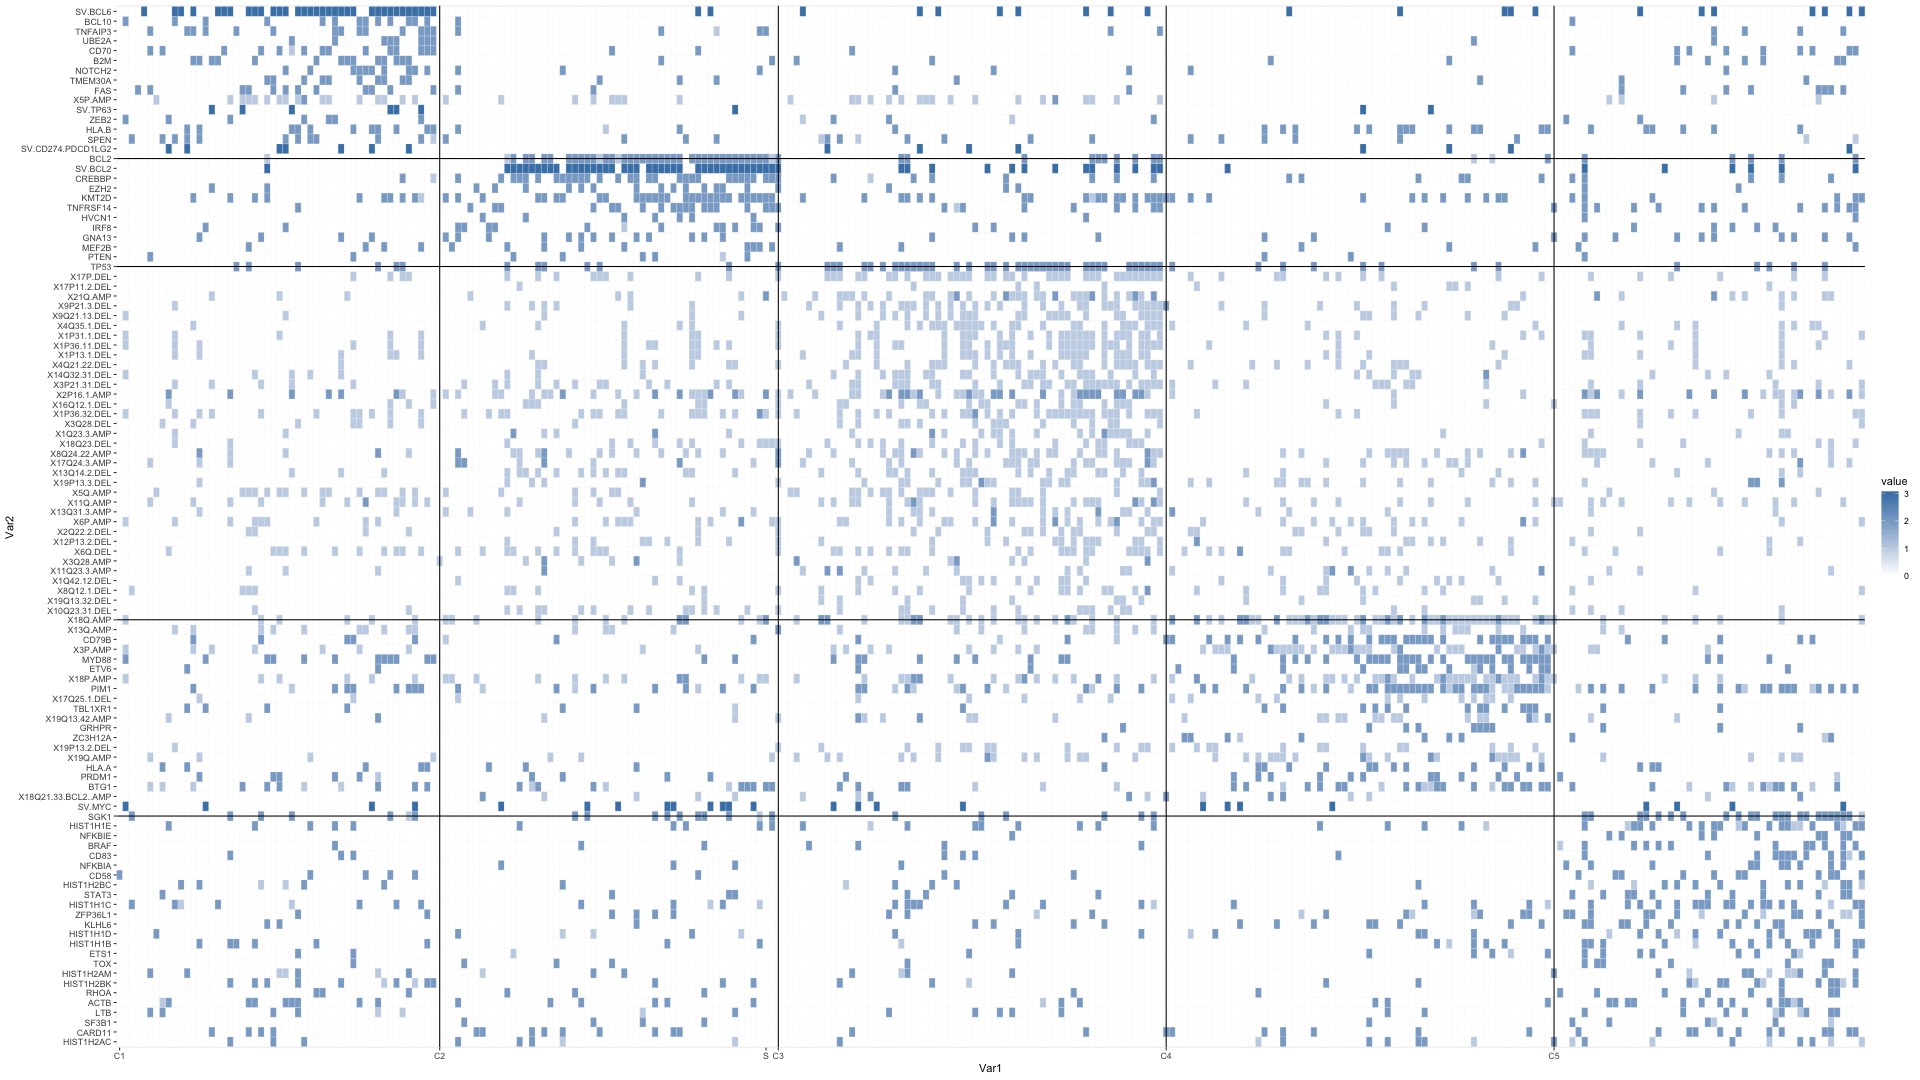 SV.BCL6
BCL10
TNFAIP3
UBE2A
CD70
B2M
NOTCH2
TMEM30A
FAS
X5P.AMP
SV.TP63
ZEB2
HLA.B
SPEN
SV.CD274.PDCD1LG2
BCL2
SV.BCL2
CREBBP
EZH2
KMT2D
TNFRSF14
HVCN1
IRF8
GNA13
MEF2B
PTEN
TP53
X17P.DEL
X17P11.2.DEL
X21Q.AMP
X9P21.3.DEL
X9Q21.13.DEL
X4Q35.1.DEL
X1P31.1.DEL
X1P36.11.DEL
X1P13.1.DEL
X4Q21.22.DEL
X14Q32.31.DEL
X3P21.31.DEL
X2P16.1.AMP
X16Q12.1.DEL
X1P36.32.DEL
X3Q28.DEL
X1Q23.3.AMP
X18Q23.DEL
X8Q24.22.AMP
X17Q24.3.AMP
X13Q14.2.DEL
X19P13.3.DEL
X5Q.AMP
X11Q.AMP
X13Q31.3.AMP
X6P.AMP
X2Q22.2.DEL
X12P13.2.DEL
X6Q.DEL
X3Q28.AMP
X11Q23.3.AMP
X1Q42.12.DEL
X8Q12.1.DEL
X19Q13.32.DEL
X10Q23.31.DEL
X18Q.AMP
X13Q.AMP
CD79B
X3P.AMP
MYD88
ETV6
X18P.AMP
PIM1
X17Q25.1.DEL
TBL1XR1
X19Q13.42.AMP
GRHPR
ZC3H12A
X19P13.2.DEL
X19Q.AMP
HLA.A
PRDM1
BTG1
X18Q21.33.BCL2..AMP
SV.MYC
SGK1
HIST1H1E
NFKBIE
BRAF
CD83
NFKBIA
CD58
HIST1H2BC
STAT3
HIST1H1C
ZFP36L1
KLHL6
HIST1H1D
HIST1H1B
ETS1
TOX
HIST1H2AM
HIST1H2BK
RHOA
ACTB
LTB
SF3B1
CARD11
HIST1H2AC
Var2
C1 C2 S C3 C4 C5
Var1
value
3
2
1
0